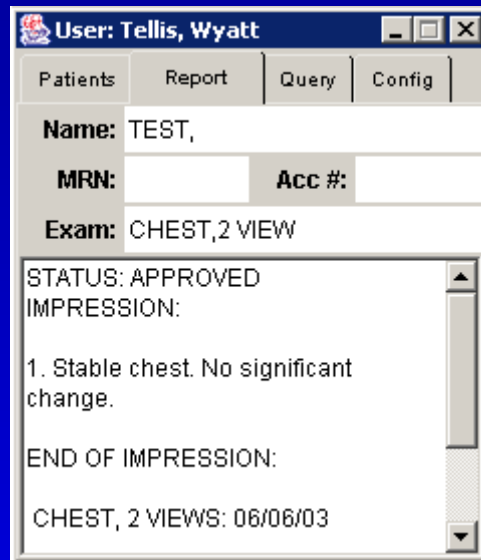 User: Tellis, Wyatt
Patients Report Query Config
Name: TEST,
MRN: Acc #:
Exam: CHEST,2 VIEW
STATUS: APPROVED
IMPRESSION:
1. Stable chest. No significant
change.
END OF IMPRESSION:
CHEST, 2 VIEWS: 06/06/03